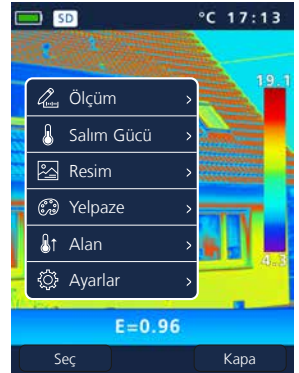 SD °C 17:13
19.1
Ölçüm
Salım Gücü
Resim
Yelpaze
Alan
4.3
Ayarlar
E=0.96
Seç Kapa